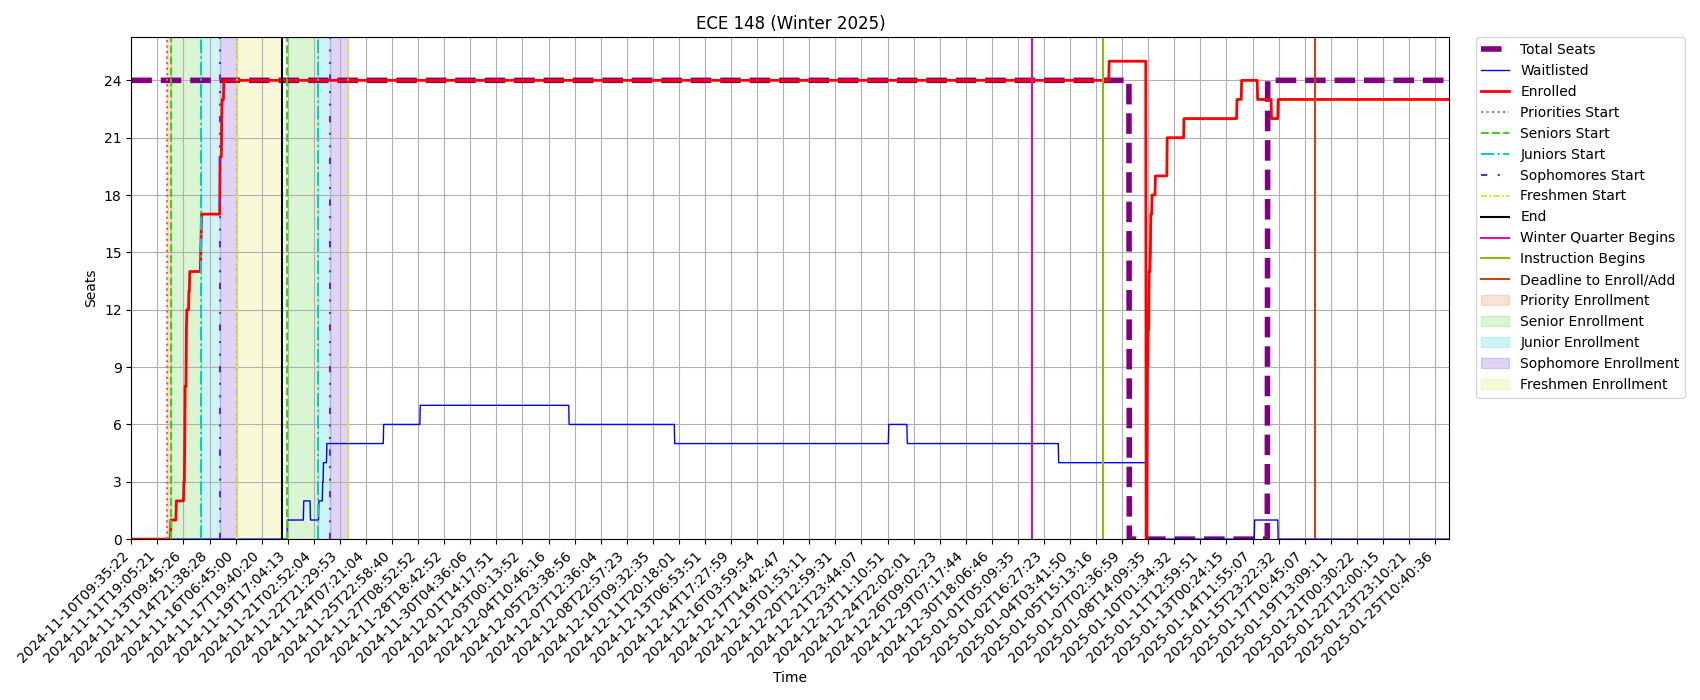 ECE 148 (Winter 2025)
Seats
24
21
18
15
12
9
6
3
0
2024-11-10T09:35:22
2024-11-11T19:05:21
2024-11-13T09:45:26
2024-11-14T21:38:28
2024-11-16T06:45:00
2024-11-17T19:40:20
2024-11-19T17:04:13
2024-11-21T02:52:04
2024-11-22T21:29:53
2024-11-24T07:21:04
2024-11-25T22:58:40
2024-11-27T08:52:52
2024-11-28T18:42:52
2024-11-30T04:36:06
2024-12-01T14:17:51
2024-12-03T00:13:52
2024-12-04T10:46:16
2024-12-05T23:38:56
2024-12-07T12:36:04
2024-12-08T22:57:23
2024-12-10T09:32:35
2024-12-11T20:18:01
2024-12-13T06:53:51
2024-12-14T17:27:59
2024-12-16T03:59:54
2024-12-17T14:42:47
2024-12-19T01:53:11
2024-12-20T12:59:31
2024-12-21T23:44:07
2024-12-23T11:10:51
2024-12-24T22:02:01
2024-12-26T09:02:23
2024-12-29T07:17:44
2024-12-30T18:06:46
2025-01-01T05:09:35
2025-01-02T16:27:23
2025-01-04T03:41:50
2025-01-05T15:13:16
2025-01-07T02:36:59
2025-01-08T14:09:35
2025-01-10T01:34:32
2025-01-11T12:59:51
2025-01-13T00:24:15
2025-01-14T11:55:07
2025-01-15T23:22:32
2025-01-17T10:45:07
2025-01-19T13:09:11
2025-01-21T00:30:22
2025-01-22T12:00:15
2025-01-23T23:10:21
2025-01-25T10:40:36
Time
Total Seats
Waitlisted
Enrolled
Priorities Start
Seniors Start
Juniors Start
Sophomores Start
Freshmen Start
End
Winter Quarter Begins
Instruction Begins
Deadline to Enroll/Add
Priority Enrollment
Senior Enrollment
Junior Enrollment
Sophomore Enrollment
Freshmen Enrollment